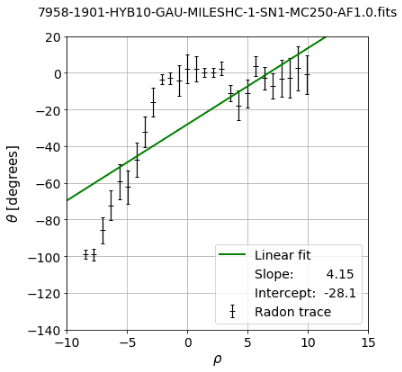 7958-1901-HYB10-GAU-MILESHC-1-SN1-MC250-AF1.0.fits
20
0
−20
−40
−60
−80
−100
−120
−140
θ [degrees]
Linear fit
Slope: 4.15
Intercept: -28.1
Radon trace
−10 −5 0 5 10 15
ρ